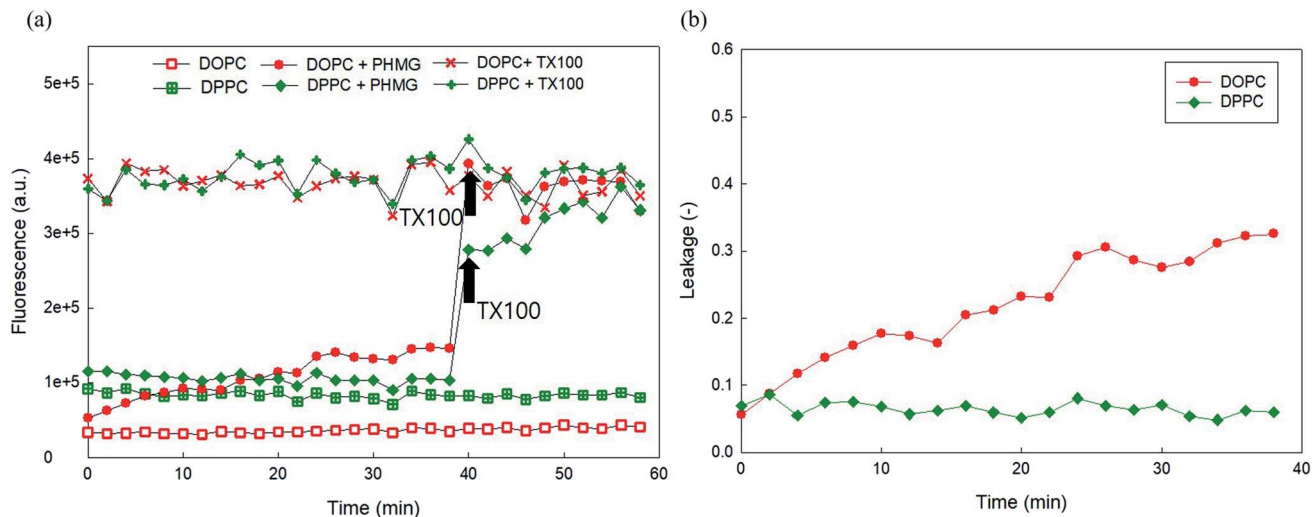 (a)
DOPC DOPC + PHMG DOPC+ TX100
DPPC DPPC + PHMG DPPC + TX100
5e+5
4e+5
3e+5
2e+5
1e+5
0
Fluorescence (a.u.)
TX100
TX100
0 10 20 30 40 50 60
Time (min)
(b)
0.6
0.5
0.4
0.3
0.2
0.1
0.0
Leakage (-)
DOPC
DPPC
0 10 20 30 40
Time (min)